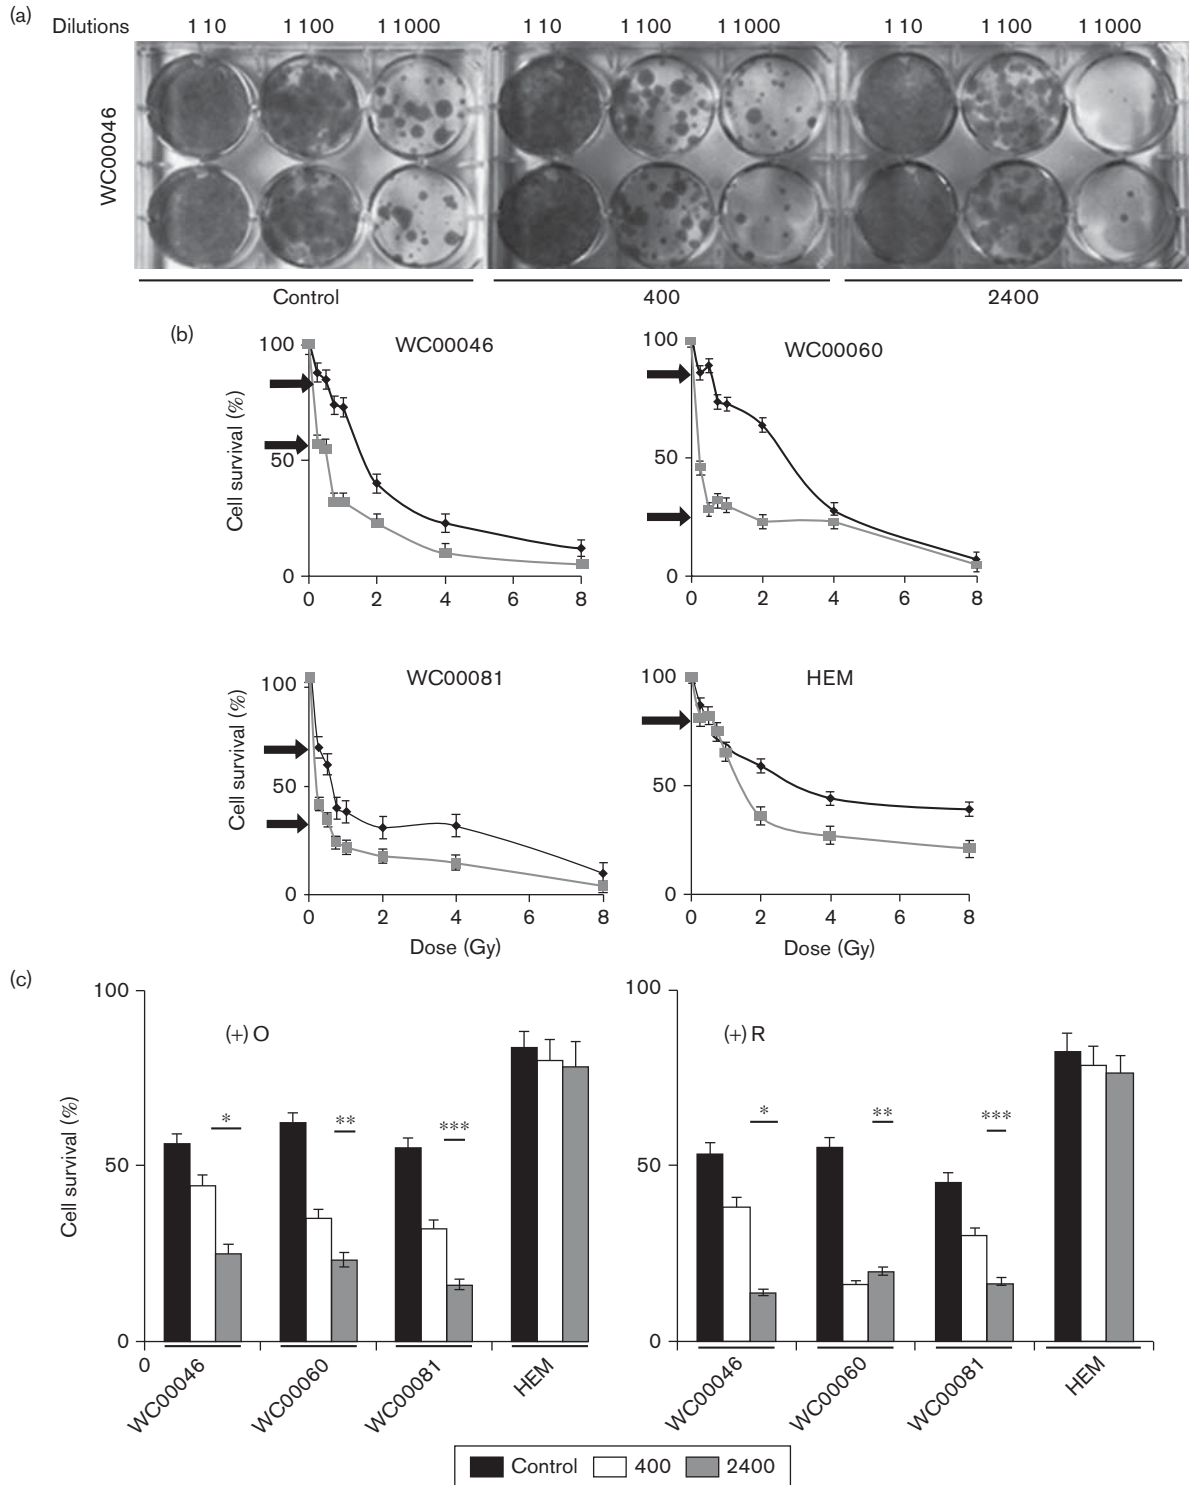 (a)
Dilutions 1 10 1 100 1 1000 1 10 1 100 1 1000 1 10 1 100 1 1000
WC00046
Control 400 2400
(b)
WC00046
Cell survival (%)
100
50
0
0 2 4 6 8
WC00060
100
50
0
0 2 4 6 8
WC00081
Cell survival (%)
100
50
0
0 2 4 6 8
Dose (Gy)
HEM
100
50
0
0 2 4 6 8
Dose (Gy)
(c)
Cell survival (%)
100
50
0
(+) O
* ** ***
0 WC00046 WC00060 WC00081 HEM
Cell survival (%)
100
50
0
(+) R
* ** ***
WC00046 WC00060 WC00081 HEM
Control 400 2400